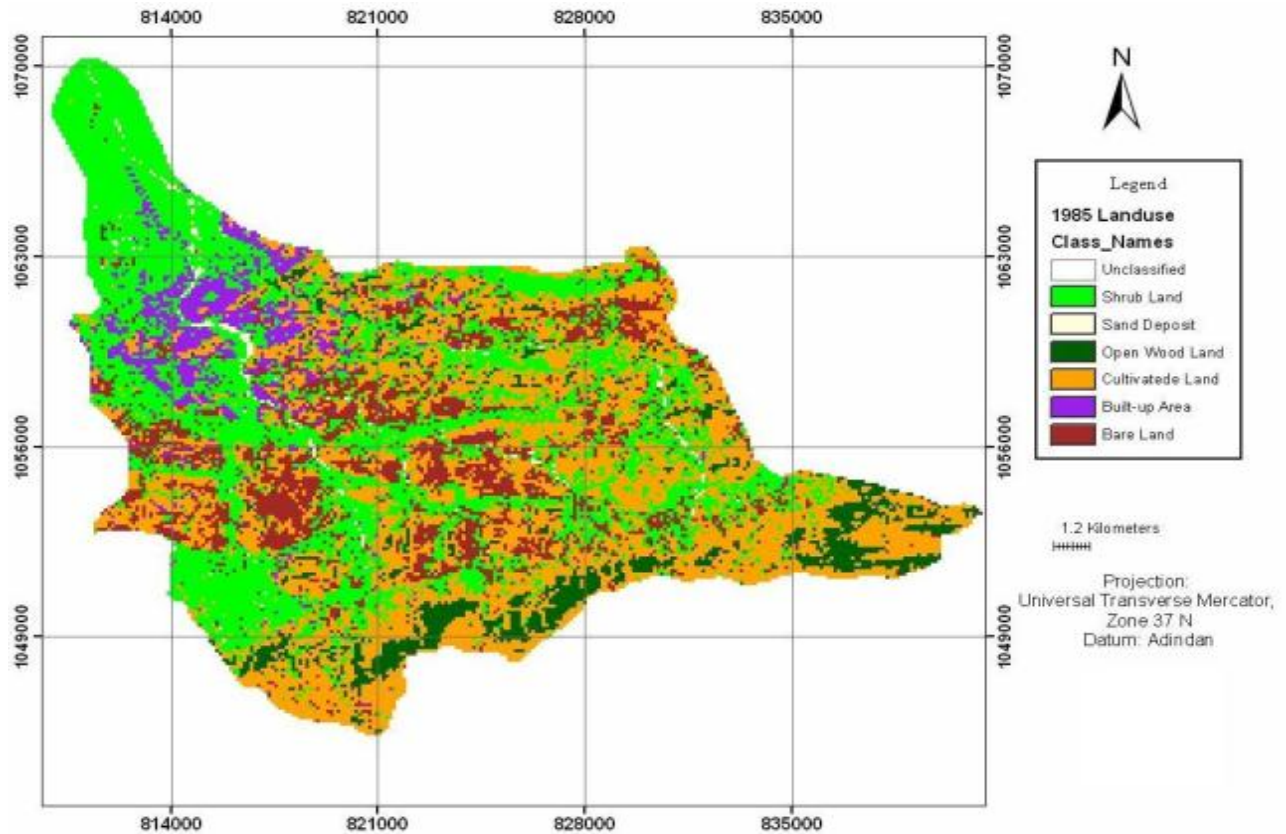 814000 821000 828000 835000
1070000 1070000
1063000 1063000
1056000 1056000
1049000 1049000
814000 821000 828000 835000
N
Legend
1985 Landuse
Class_Names
Unclassified
Shrub Land
Sand Deposit
Open Wood Land
Cultivatede Land
Built-up Area
Bare Land
1.2 Kilometers
Projection:
Universal Transverse Mercator,
Zone 37 N
Datum: Adindan